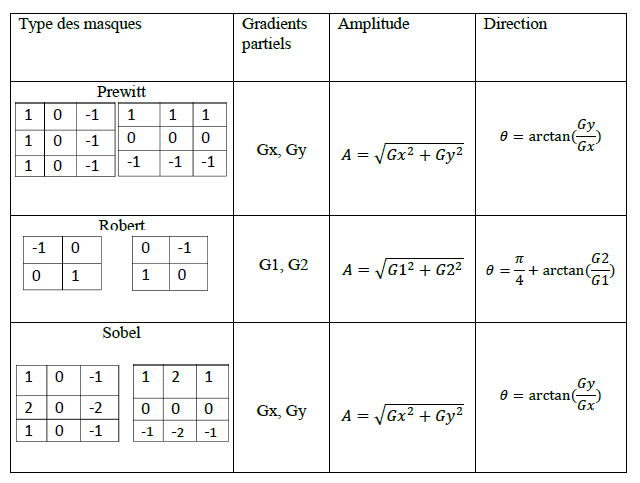 Type des masques
Gradients partiels
Amplitude
Direction
Prewitt
1 0 -1
1 0 -1
1 0 -1
1 1 1
0 0 0
-1 -1 -1
Gx, Gy
A = √Gx² + Gy²
θ = arctan(Gy/Gx)
Robert
-1 0
0 1
0 -1
1 0
G1, G2
A = √G1² + G2²
θ = π/4 + arctan(G2/G1)
Sobel
1 0 -1
2 0 -2
1 0 -1
1 2 1
0 0 0
-1 -2 -1
Gx, Gy
A = √Gx² + Gy²
θ = arctan(Gy/Gx)